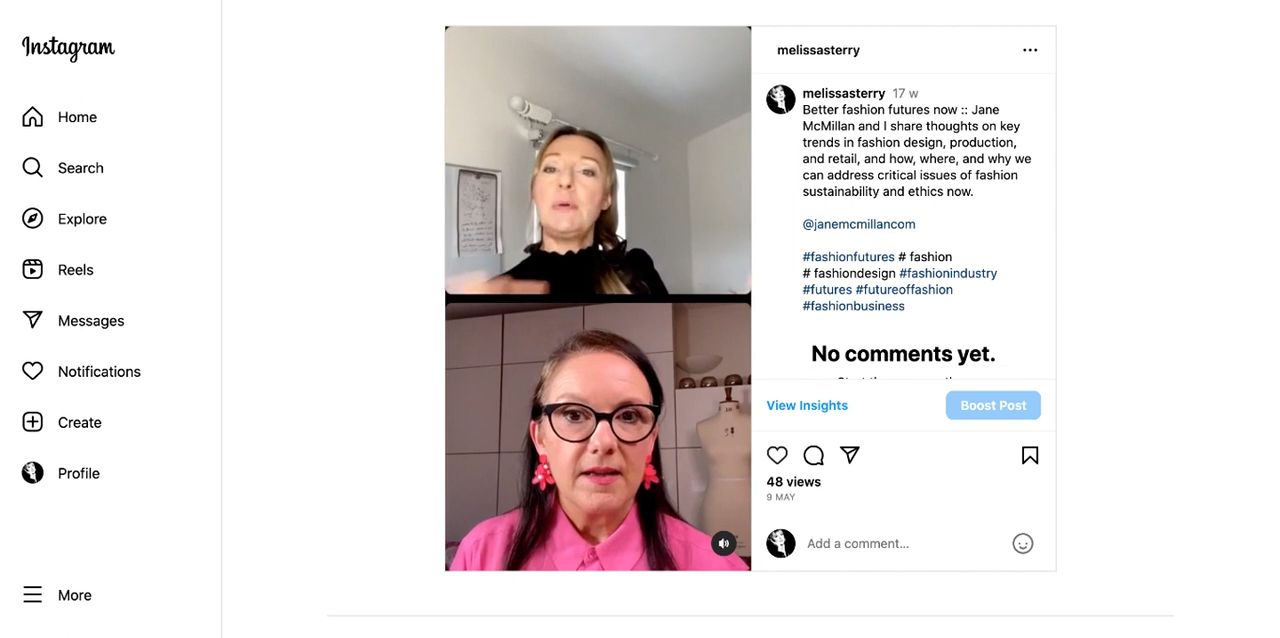 Instagram
Home
Search
Explore
Reels
Messages
Notifications
Create
Profile
More
melissasterry
melissasterry 17 w
Better fashion futures now :: Jane
McMillan and I share thoughts on key
trends in fashion design, production,
and retail, and how, where, and why we
can address critical issues of fashion
sustainability and ethics now.
@janemcmillancom
#fashionfutures # fashion
# fashiondesign #fashionindustry
#futures #futureoffashion
#fashionbusiness
No comments yet.
View Insights
Boost Post
48 views
9 MAY
Add a comment...